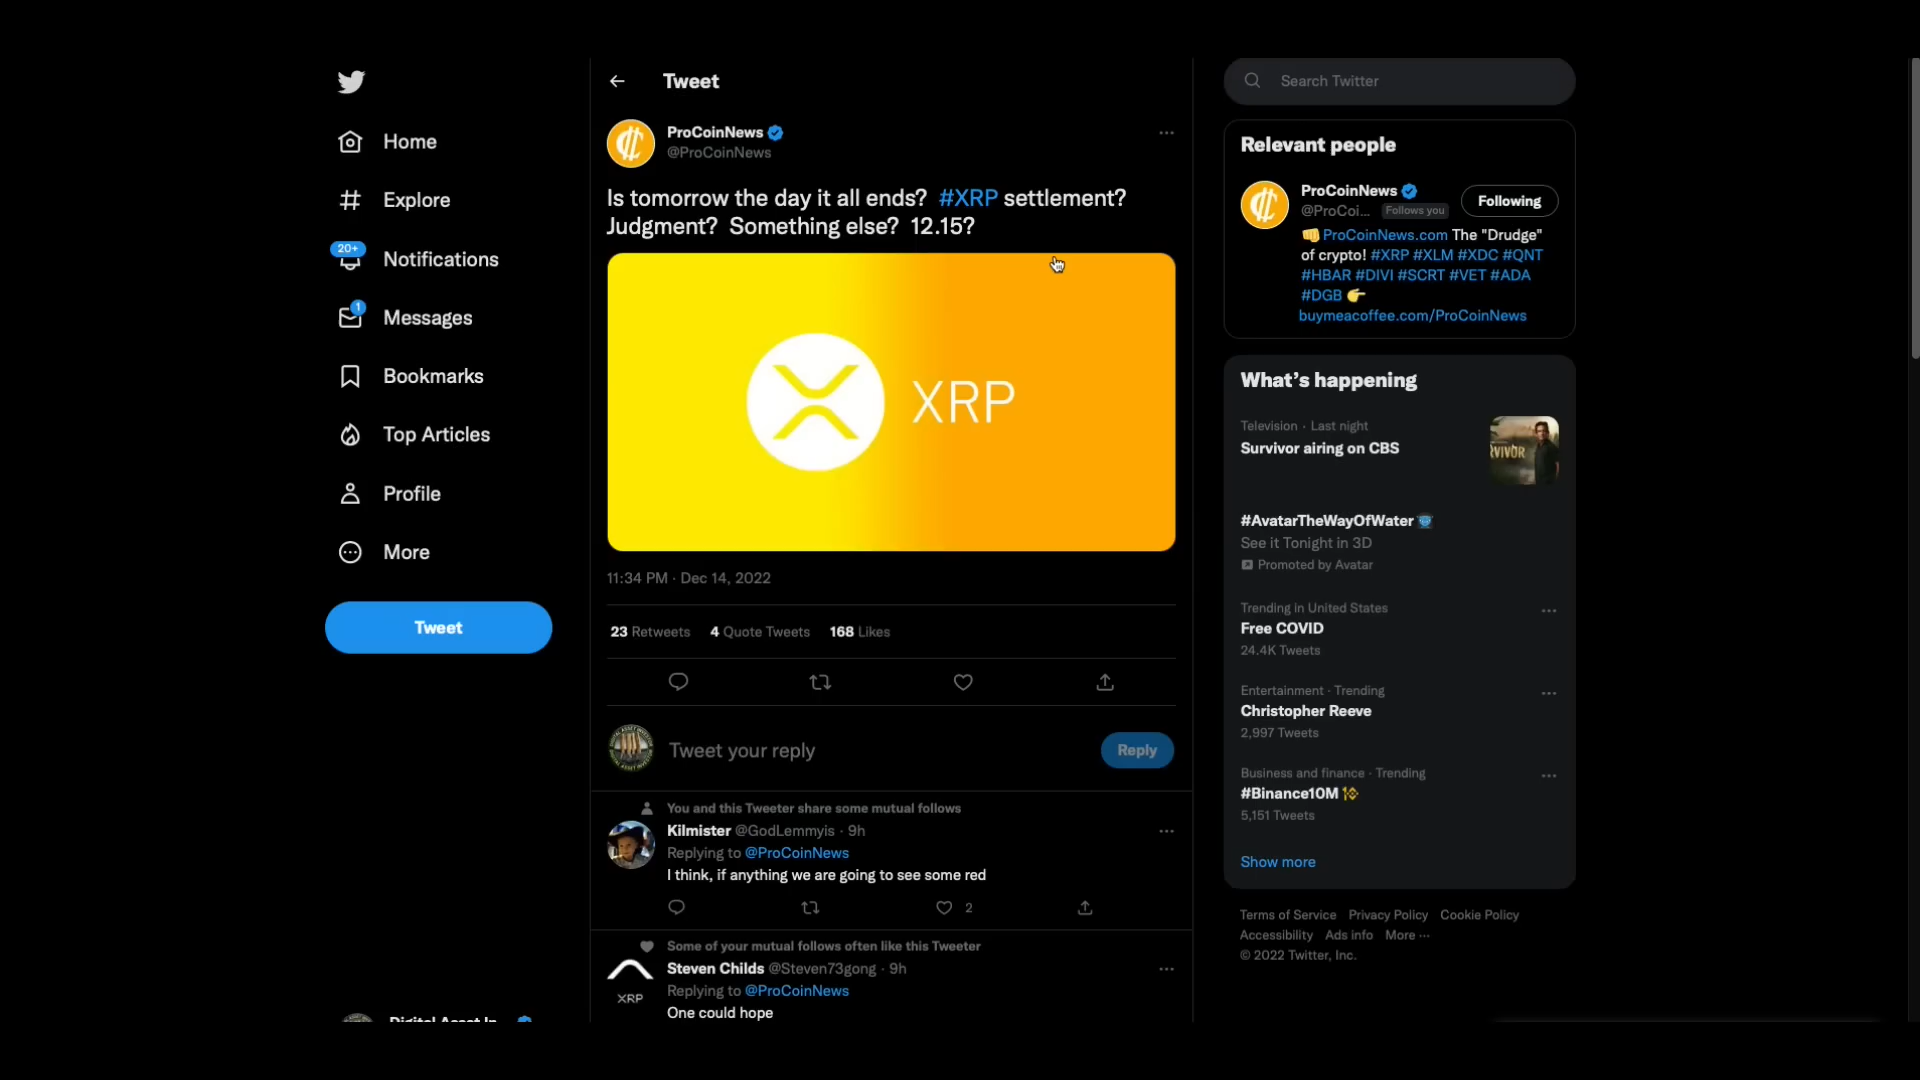 Home
Explore
20+
Notifications
1
Messages
Bookmarks
Top Articles
Profile
More
Tweet
Tweet
ProCoinNews
@ProCoinNews
Is tomorrow the day it all ends? #XRP settlement?
Judgment? Something else? 12.15?
XRP
11:34 PM · Dec 14, 2022
23 Retweets 4 Quote Tweets 168 Likes
Tweet your reply
Reply
You and this Tweeter share some mutual follows
Kilmister @GodLemmyis · 9h
Replying to @ProCoinNews
I think, if anything we are going to see some red
2
Some of your mutual follows often like this Tweeter
Steven Childs @Steven73gong · 9h
XRP
Replying to @ProCoinNews
One could hope
Search Twitter
Relevant people
ProCoinNews
@ProCoi... Follows you
Following
ProCoinNews.com The "Drudge"
of crypto! #XRP #XLM #XDC #QNT
#HBAR #DIVI #SCRT #VET #ADA
#DGB
buymeacoffee.com/ProCoinNews
What's happening
Television · Last night
Survivor airing on CBS
#AvatarTheWayOfWater
See it Tonight in 3D
Promoted by Avatar
Trending in United States
Free COVID
24.4K Tweets
Entertainment · Trending
Christopher Reeve
2,997 Tweets
Business and finance · Trending
#Binance10M
5,151 Tweets
Show more
Terms of Service Privacy Policy Cookie Policy
Accessibility Ads info More ···
© 2022 Twitter, Inc.